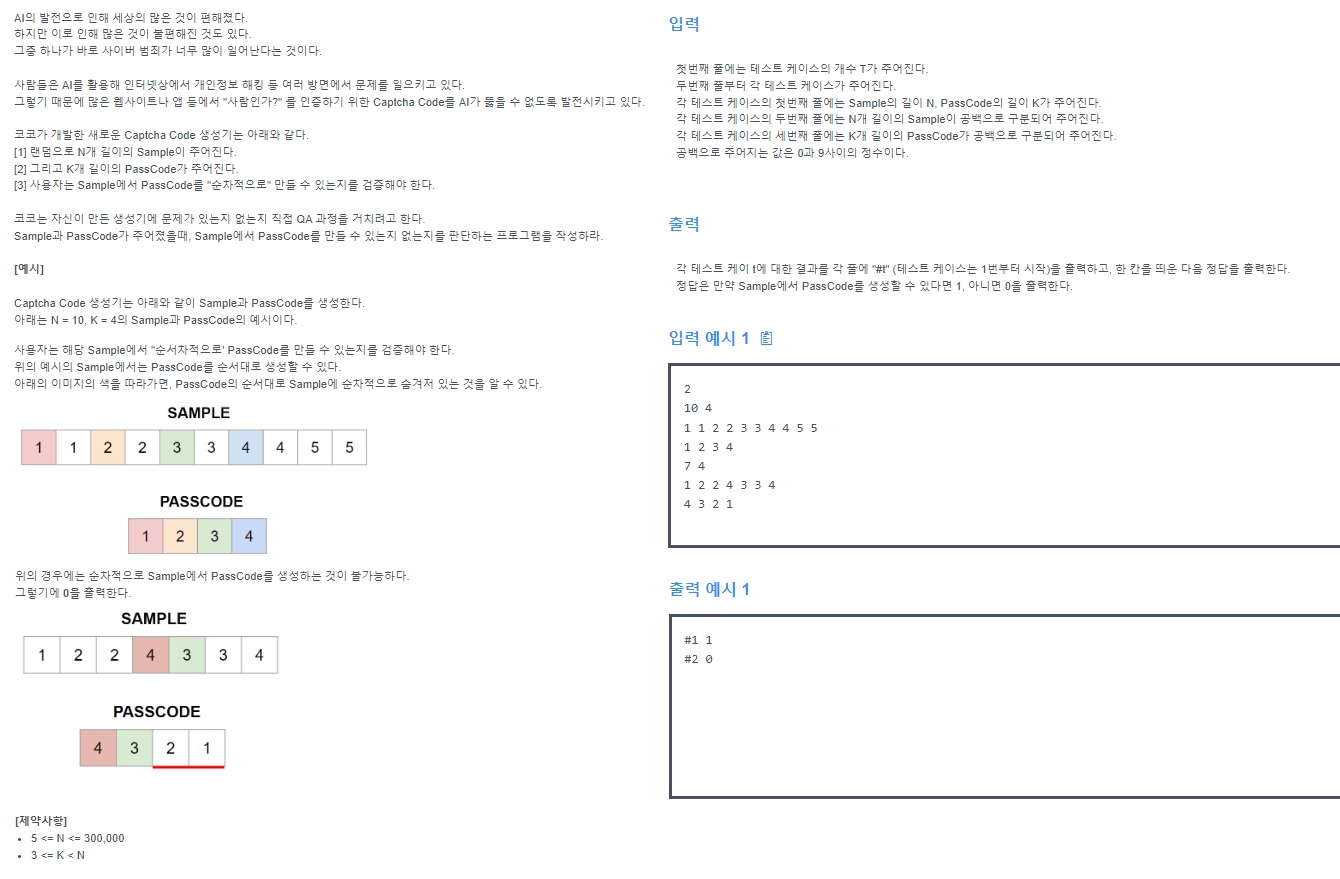 AI의 발전으로 인해 세상의 많은 것이 편해졌다.
하지만 이로 인해 많은 것이 불편해진 것도 있다.
그중 하나가 바로 사이버 범죄가 너무 많이 일어난다는 것이다.
사람들은 AI를 활용해 인터넷상에서 개인정보 해킹 등 여러 방면에서 문제를 일으키고 있다.
그렇기 때문에 많은 웹사이트나 앱 등에서 "사람인가?" 를 인증하기 위한 Captcha Code를 AI가 뚫을 수 없도록 발전시키고 있다.
코코가 개발한 새로운 Captcha Code 생성기는 아래와 같다.
[1] 랜덤으로 N개 길이의 Sample이 주어진다.
[2] 그리고 K개 길이의 PassCode가 주어진다.
[3] 사용자는 Sample에서 PassCode를 "순차적으로" 만들 수 있는지를 검증해야 한다.
코코는 자신이 만든 생성기에 문제가 있는지 없는지 직접 QA 과정을 거치려고 한다.
Sample과 PassCode가 주어졌을때, Sample에서 PassCode를 만들 수 있는지 없는지를 판단하는 프로그램을 작성하라.
[예시]
Captcha Code 생성기는 아래와 같이 Sample과 PassCode를 생성한다.
아래는 N = 10, K = 4의 Sample과 PassCode의 예시이다.
사용자는 해당 Sample에서 "순서차적으로' PassCode를 만들 수 있는지를 검증해야 한다.
위의 예시의 Sample에서는 PassCode를 순서대로 생성할 수 있다.
아래의 이미지의 색을 따라가면, PassCode의 순서대로 Sample에 순차적으로 숨겨져 있는 것을 알 수 있다.
SAMPLE
1 1 2 2 3 3 4 4 5 5
PASSCODE
1 2 3 4
위의 경우에는 순차적으로 Sample에서 PassCode를 생성하는 것이 불가능하다.
그렇기에 0을 출력한다.
SAMPLE
1 2 2 4 3 3 4
PASSCODE
4 3 2 1
[제약사항]
• 5 <= N <= 300,000
• 3 <= K < N
입력
첫번째 줄에는 테스트 케이스의 개수 T가 주어진다.
두번째 줄부터 각 테스트 케이스가 주어진다.
각 테스트 케이스의 첫번째 줄에는 Sample의 길이 N, PassCode의 길이 K가 주어진다.
각 테스트 케이스의 두번째 줄에는 N개 길이의 Sample이 공백으로 구분되어 주어진다.
각 테스트 케이스의 세번째 줄에는 K개 길이의 PassCode가 공백으로 구분되어 주어진다.
공백으로 주어지는 값은 0과 9사이의 정수이다.
출력
각 테스트 케이 t에 대한 결과를 각 줄에 "#t" (테스트 케이스는 1번부터 시작)을 출력하고, 한 칸을 띄운 다음 정답을 출력한다.
정답은 만약 Sample에서 PassCode를 생성할 수 있다면 1, 아니면 0을 출력한다.
입력 예시 1
2
10 4
1 1 2 2 3 3 4 4 5 5
1 2 3 4
7 4
1 2 2 4 3 3 4
4 3 2 1
출력 예시 1
#1 1
#2 0